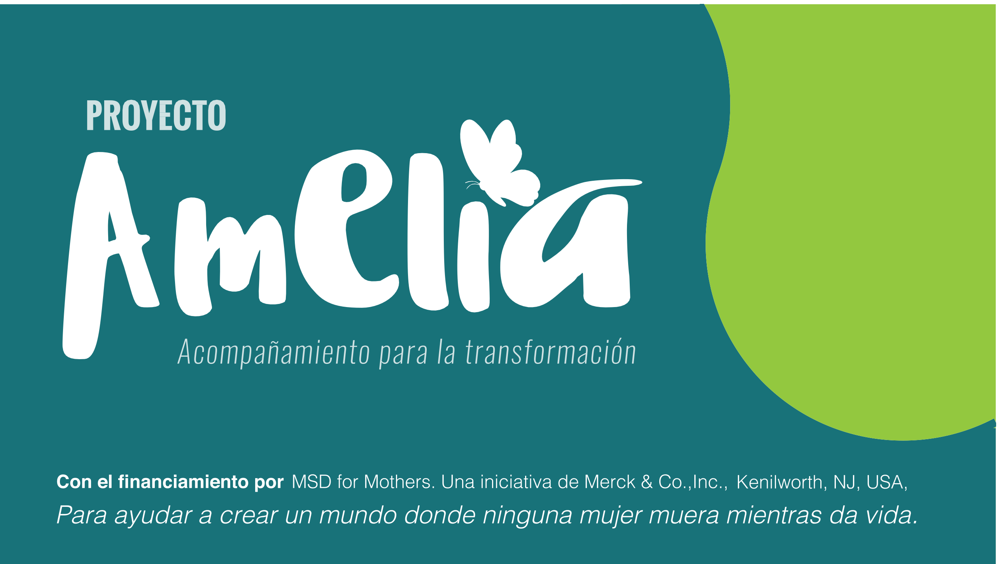 PROYECTO
Amelia
Acompañamiento para la transformación
Con el financiamiento por MSD for Mothers. Una iniciativa de Merck & Co.,Inc., Kenilworth, NJ, USA,
Para ayudar a crear un mundo donde ninguna mujer muera mientras da vida.